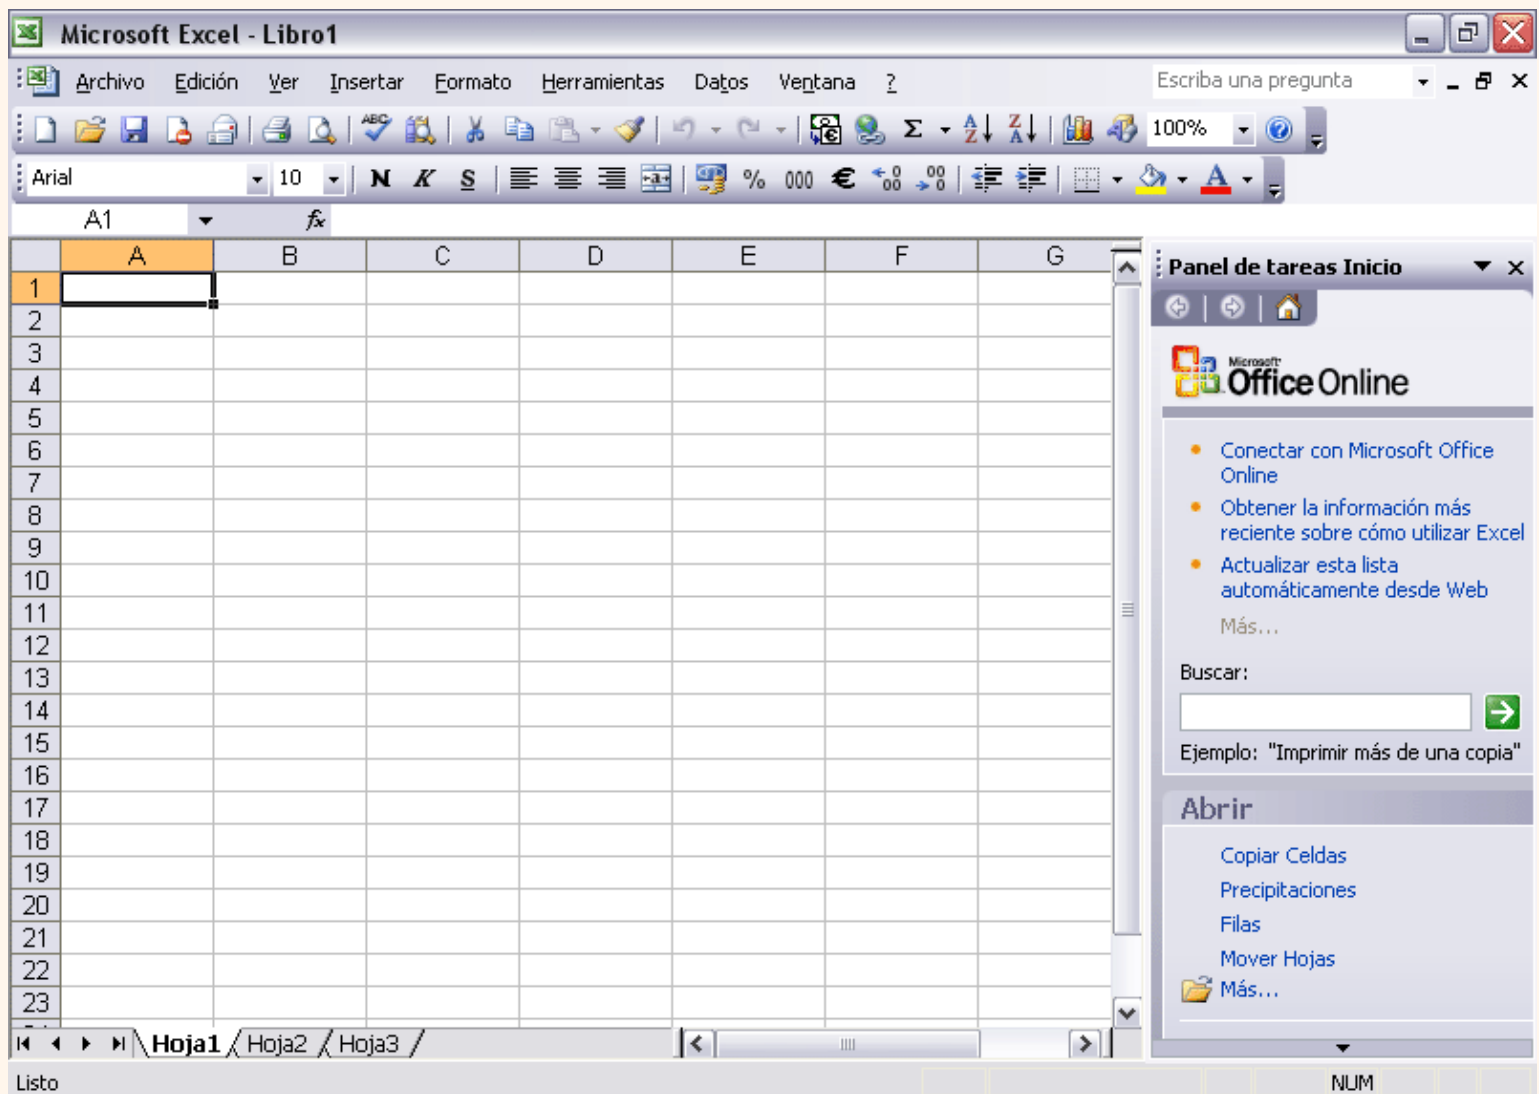 Microsoft Excel - Libro1
Archivo Edición Ver Insertar Formato Herramientas Datos Ventana ? Escriba una pregunta
ABC Σ A Z Z A 100% ?
Arial 10 N K S a % 000 € A
A1 fx
A B C D E F G
1
2
3
4
5
6
7
8
9
10
11
12
13
14
15
16
17
18
19
20
21
22
23
Panel de tareas Inicio
Microsoft
Office Online
Conectar con Microsoft Office
Online
Obtener la información más
reciente sobre cómo utilizar Excel
Actualizar esta lista
automáticamente desde Web
Más...
Buscar:
Ejemplo: "Imprimir más de una copia"
Abrir
Copiar Celdas
Precipitaciones
Filas
Mover Hojas
Más...
Hoja1 Hoja2 Hoja3
Listo NUM